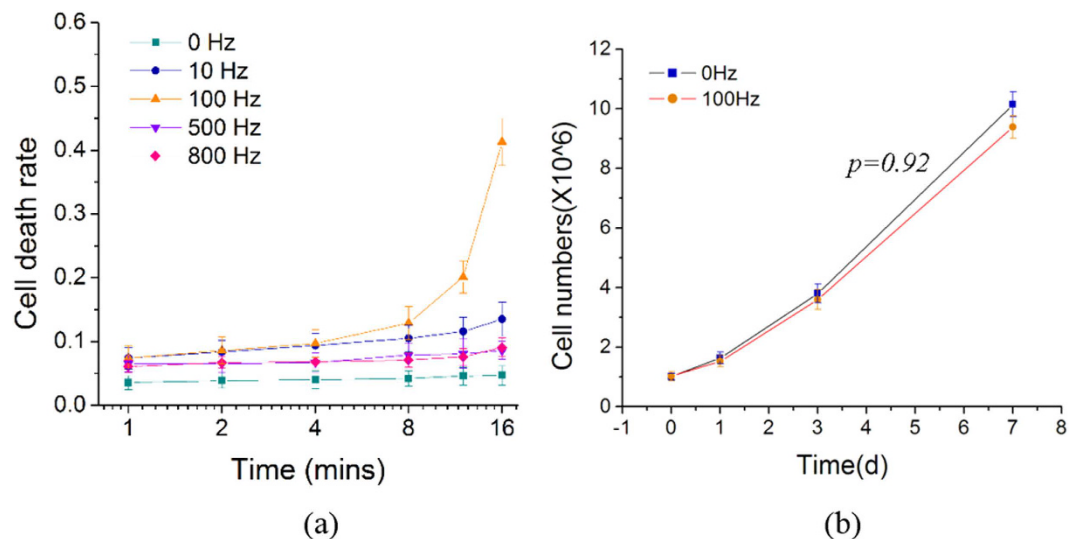 0.6
0.5
0.4
0.3
0.2
0.1
0.0
Cell death rate
0 Hz
10 Hz
100 Hz
500 Hz
800 Hz
1 2 4 8 16
Time (mins)
(a)
12
10
8
6
4
2
0
Cell numbers(X10^6)
0Hz
100Hz
p=0.92
-1 0 1 2 3 4 5 6 7 8
Time(d)
(b)